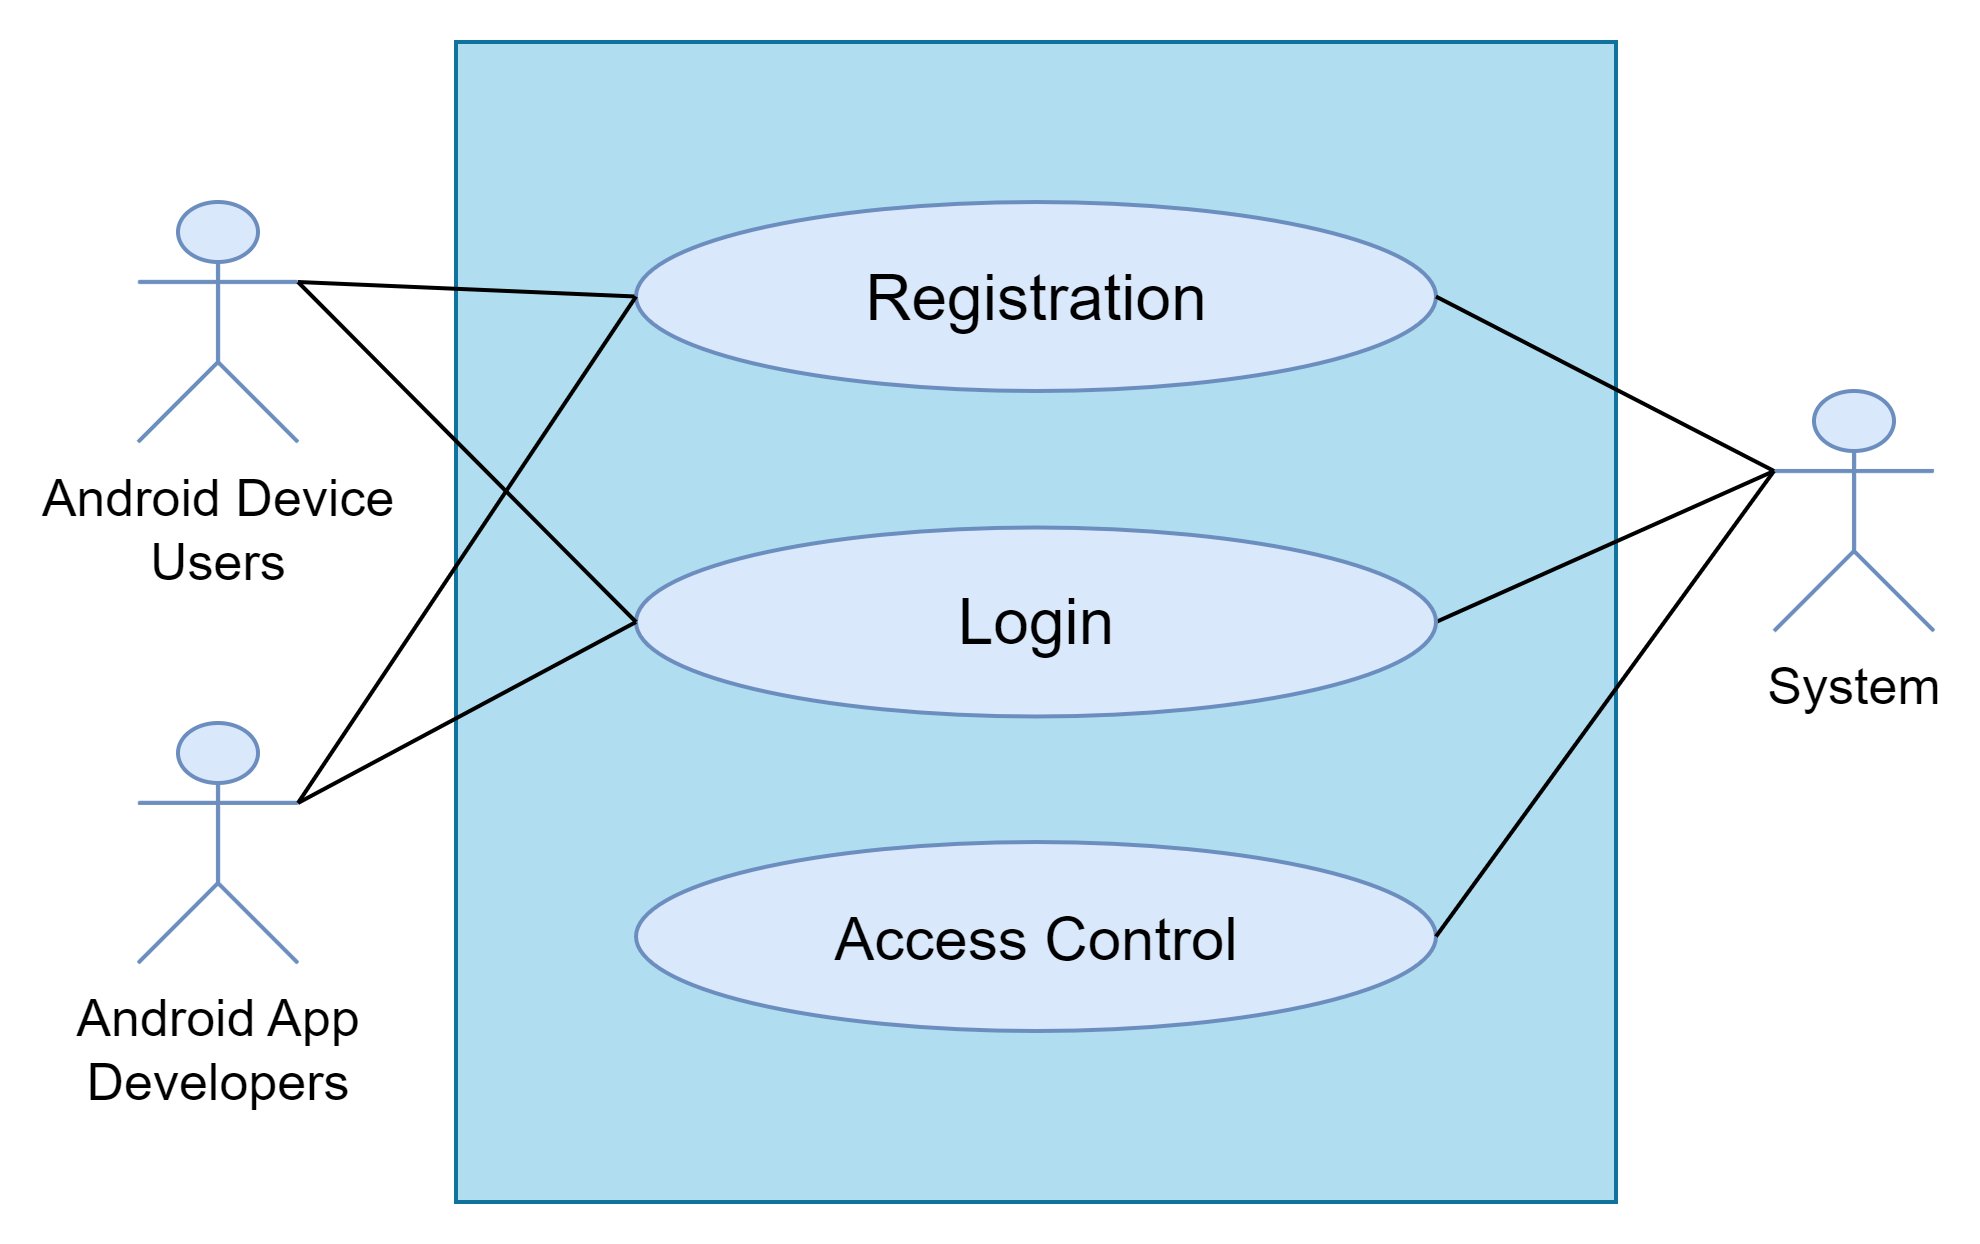 Registration
Android Device
Users
Login
System
Access Control
Android App
Developers